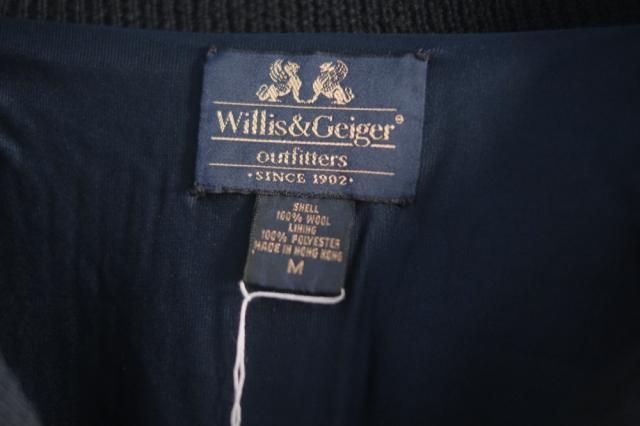 Willis&Geiger®
outfitters
·SINCE 1902·
SHELL
100% WOOL
LINING
100% POLYESTER
MADE IN HONG KONG
M